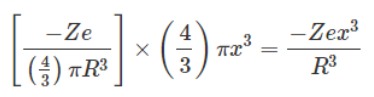 [ -Ze / ( (4/3) πR³ ) ] × (4/3) πx³ = -Zex³ / R³